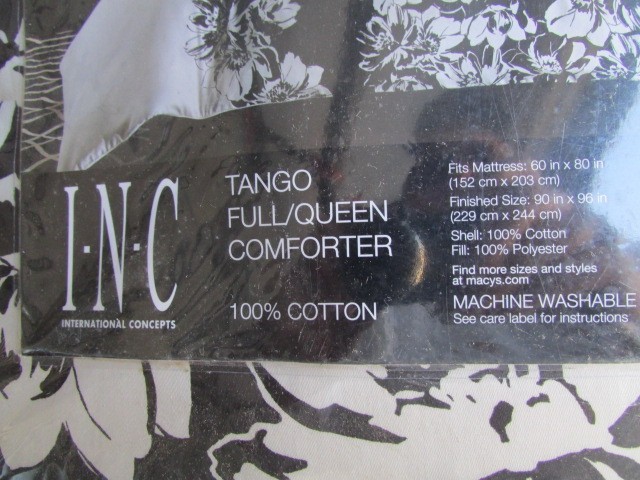 I·N·C
INTERNATIONAL CONCEPTS
TANGO
FULL/QUEEN
COMFORTER
100% COTTON
Fits Mattress: 60 in x 80 in
(152 cm x 203 cm)
Finished Size: 90 in x 96 in
(229 cm x 244 cm)
Shell: 100% Cotton
Fill: 100% Polyester
Find more sizes and styles
at macys.com
MACHINE WASHABLE
See care label for instructions